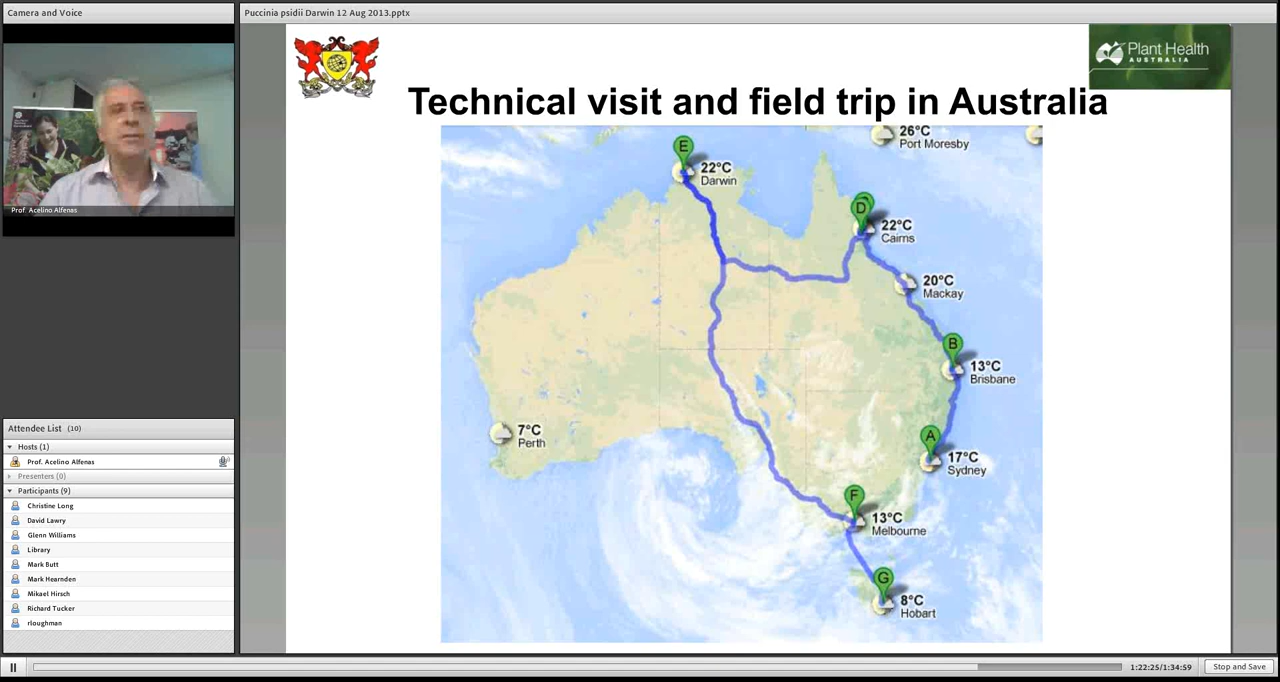 Camera and Voice
Prof. Acelino Alfenas
Attendee List (10)
Hosts (1)
Prof. Acelino Alfenas
Presenters (0)
Participants (9)
Christine Long
David Lawry
Glenn Williams
Library
Mark Butt
Mark Hearnden
Mikael Hirsch
Richard Tucker
rloughman
Puccinia psidii Darwin 12 Aug 2013.pptx
Plant Health
AUSTRALIA
Technical visit and field trip in Australia
26°C
Port Moresby
E
22°C
Darwin
D
22°C
Cairns
20°C
Mackay
B
13°C
Brisbane
7°C
Perth
A
17°C
Sydney
F
13°C
Melbourne
G
8°C
Hobart
1:22:25/1:34:59
Stop and Save